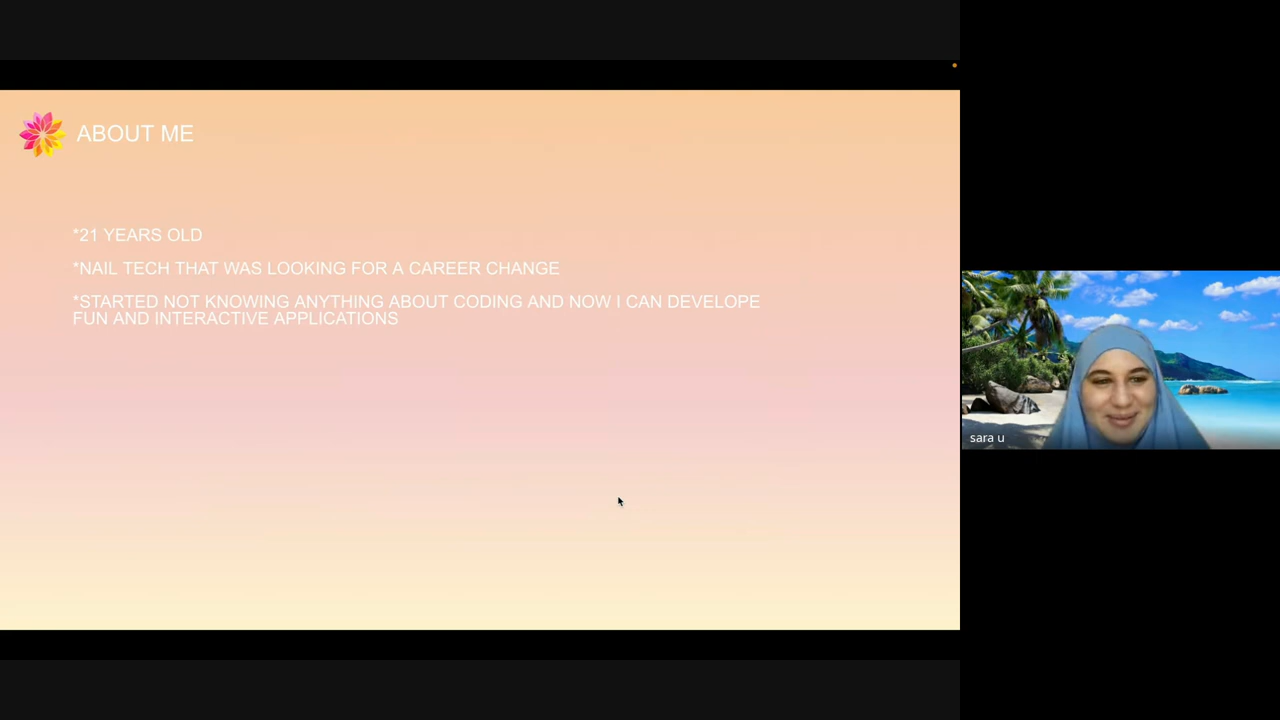 ABOUT ME
*21 YEARS OLD
*NAIL TECH THAT WAS LOOKING FOR A CAREER CHANGE
*STARTED NOT KNOWING ANYTHING ABOUT CODING AND NOW I CAN DEVELOPE
FUN AND INTERACTIVE APPLICATIONS
sara u